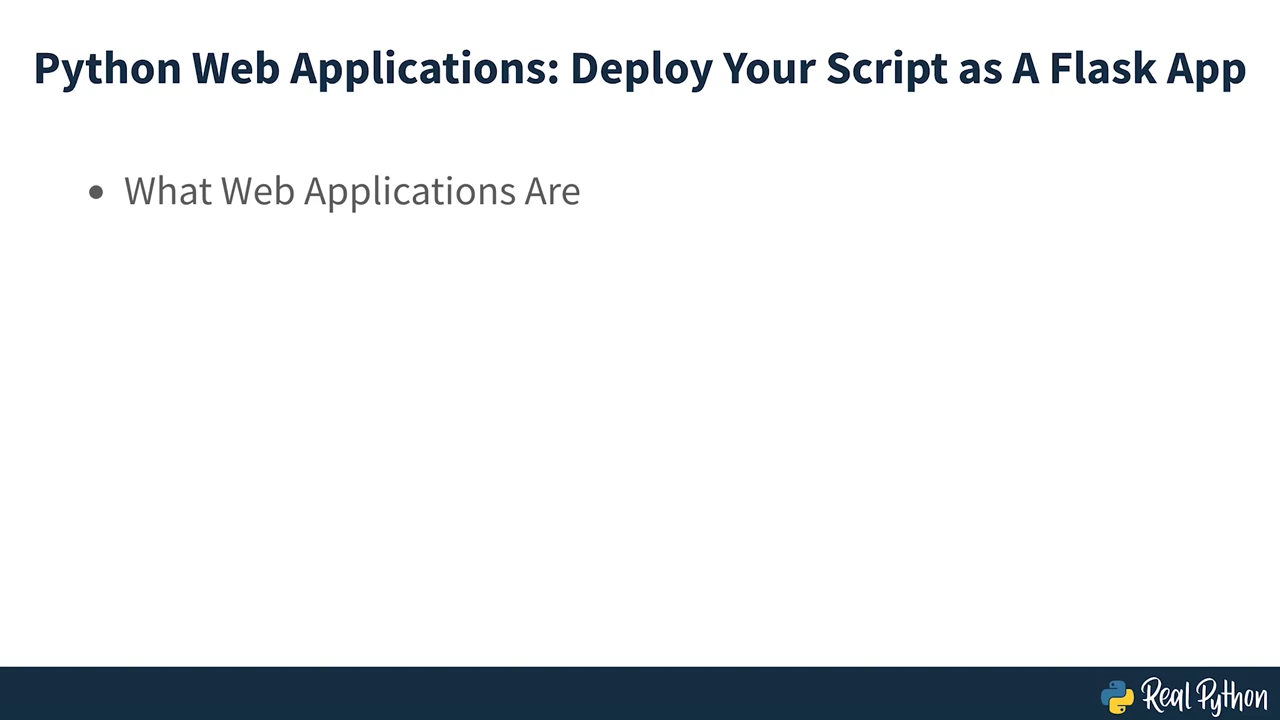 Python Web Applications: Deploy Your Script as A Flask App
• What Web Applications Are
Real Python